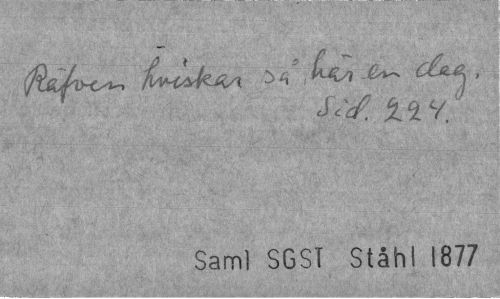 Räfven hviskar så här en dag.
Sid. 224.
Saml SGST Ståhl 1877